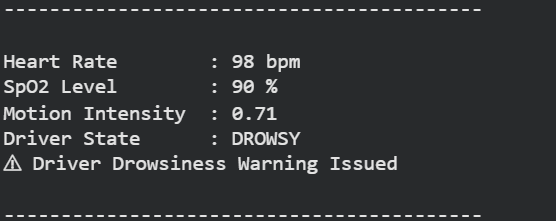 --------------------------------------------
Heart Rate        : 98 bpm
SpO2 Level        : 90 %
Motion Intensity  : 0.71
Driver State      : DROWSY
⚠ Driver Drowsiness Warning Issued
--------------------------------------------